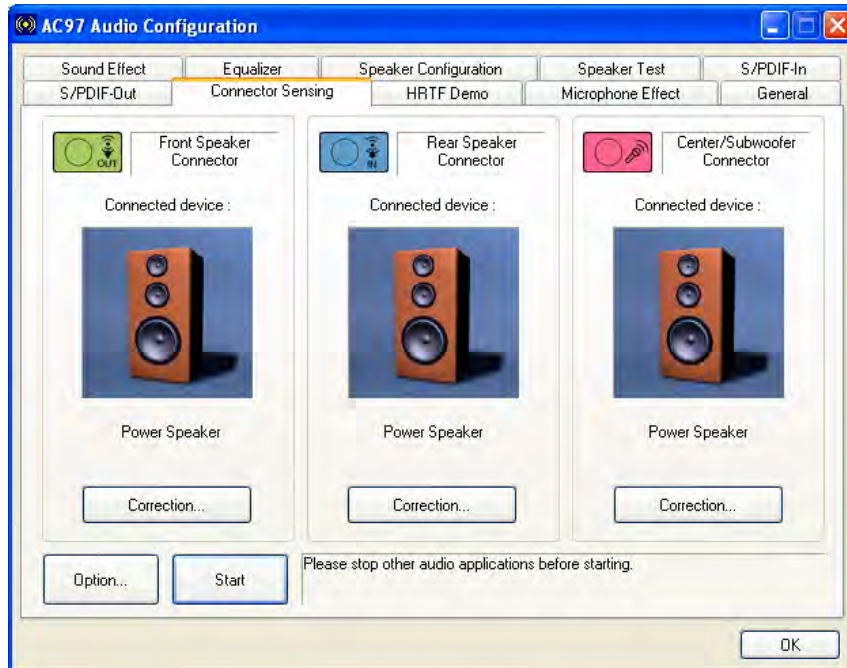 AC97 Audio Configuration
Sound Effect
Equalizer
Speaker Configuration
Speaker Test
S/PDIF-In
S/PDIF-Out
Connector Sensing
HRTF Demo
Microphone Effect
General
OUT
Front Speaker
Connector
Connected device :
Power Speaker
Correction...
IN
Rear Speaker
Connector
Connected device :
Power Speaker
Correction...
Center/Subwoofer
Connector
Connected device :
Power Speaker
Correction...
Option...
Start
Please stop other audio applications before starting.
OK